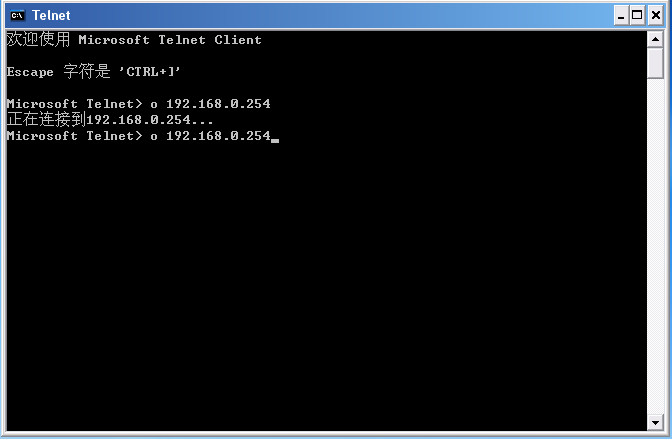 Telnet
欢迎使用 Microsoft Telnet Client
Escape 字符是 'CTRL+]'
Microsoft Telnet> o 192.168.0.254
正在连接到192.168.0.254...
Microsoft Telnet> o 192.168.0.254